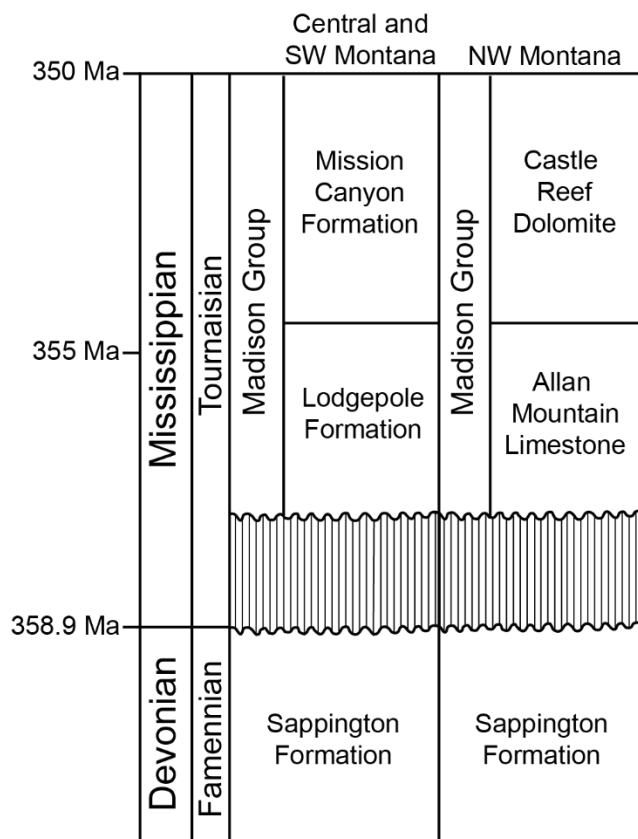 Central and
SW Montana
NW Montana
350 Ma
355 Ma
358.9 Ma
Mississippian
Devonian
Tournaisian
Famennian
Madison Group
Mission
Canyon
Formation
Lodgepole
Formation
Madison Group
Castle
Reef
Dolomite
Allan
Mountain
Limestone
Sappington
Formation
Sappington
Formation